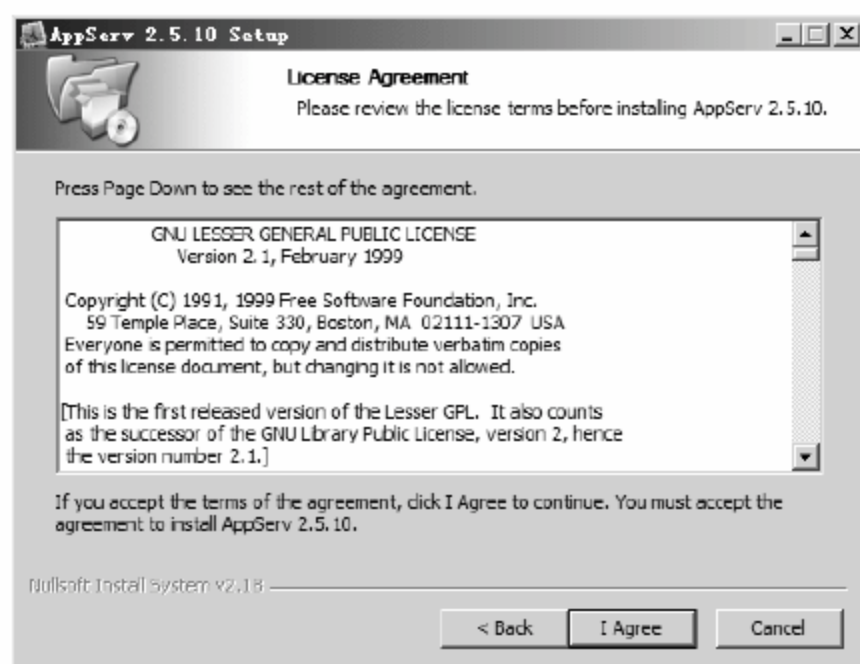 AppServ 2.5.10 Setup
License Agreement
Please review the license terms before installing AppServ 2.5.10.
Press Page Down to see the rest of the agreement.
GNU LESSER GENERAL PUBLIC LICENSE
Version 2.1, February 1999
Copyright (C) 1991, 1999 Free Software Foundation, Inc.
59 Temple Place, Suite 330, Boston, MA 02111-1307 USA
Everyone is permitted to copy and distribute verbatim copies
of this license document, but changing it is not allowed.
[This is the first released version of the Lesser GPL. It also counts
as the successor of the GNU Library Public License, version 2, hence
the version number 2.1.]
If you accept the terms of the agreement, click I Agree to continue. You must accept the
agreement to install AppServ 2.5.10.
Nullsoft Install System v2.18
< Back I Agree Cancel